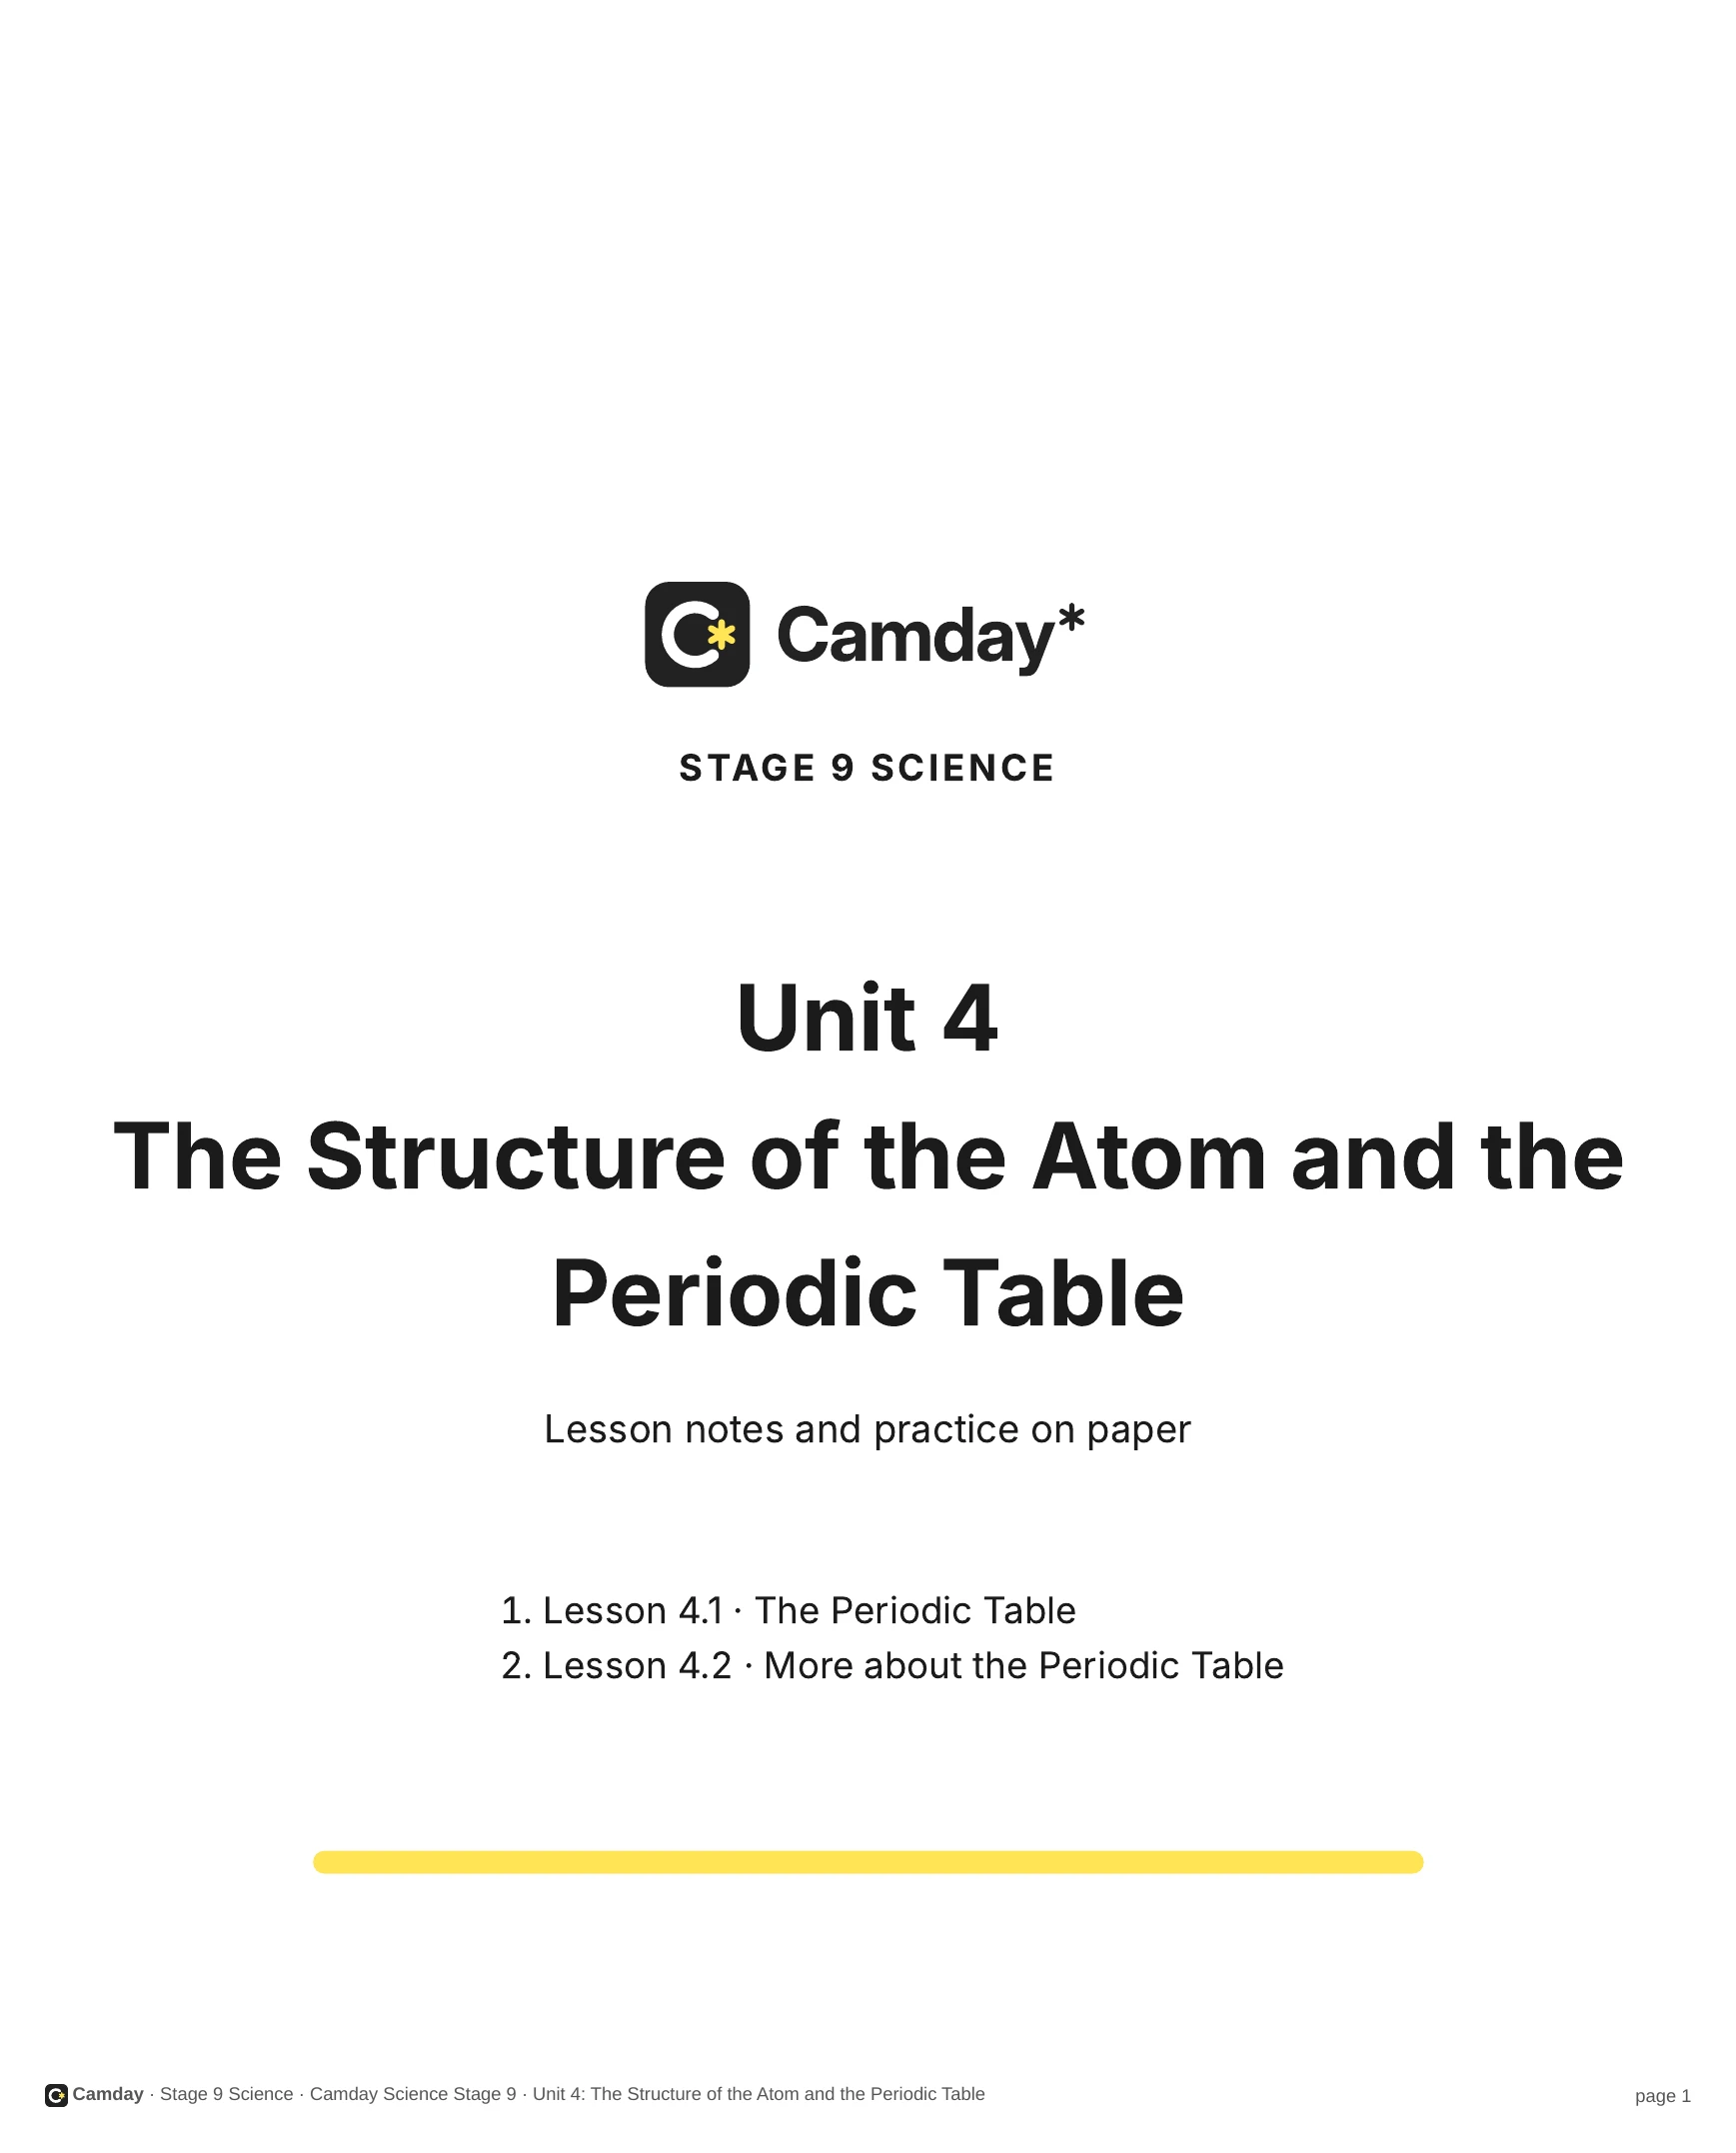 Camday*
STAGE 9 SCIENCE
Unit 4
The Structure of the Atom and the
Periodic Table
Lesson notes and practice on paper
1. Lesson 4.1 · The Periodic Table
2. Lesson 4.2 · More about the Periodic Table
Camday · Stage 9 Science · Camday Science Stage 9 · Unit 4: The Structure of the Atom and the Periodic Table
page 1